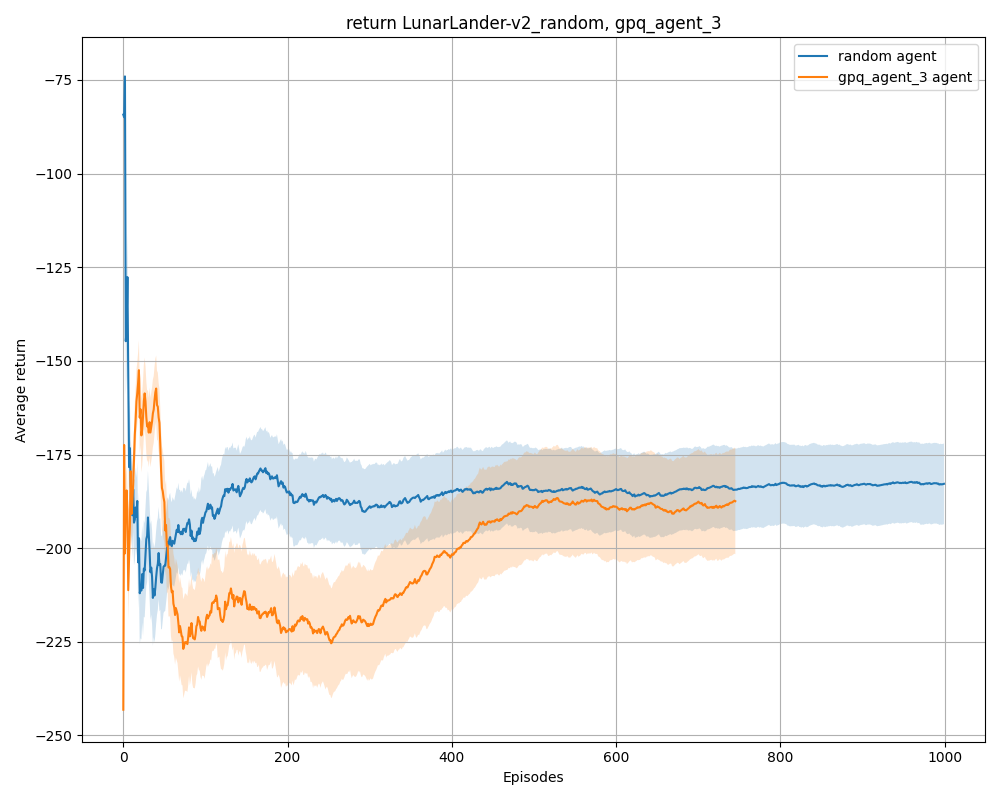 return LunarLander-v2_random, gpq_agent_3
random agent
gpq_agent_3 agent
Average return
−75
−100
−125
−150
−175
−200
−225
−250
0 200 400 600 800 1000
Episodes